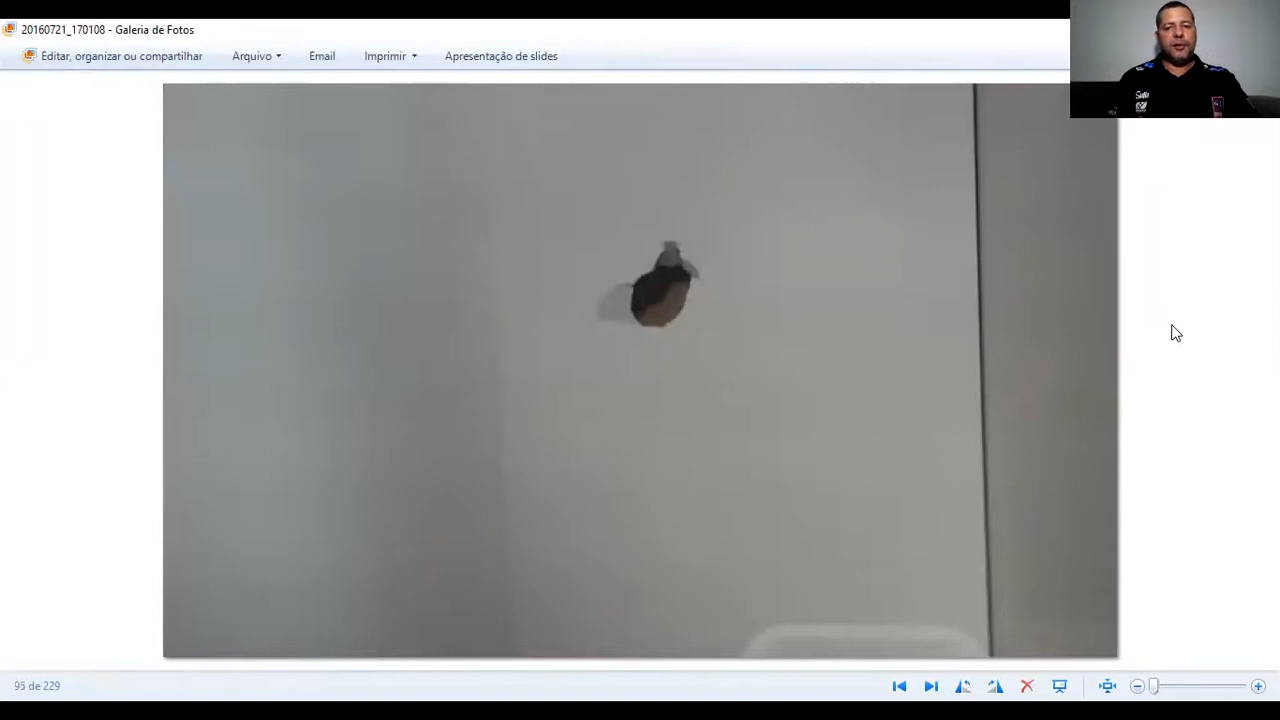 20160721_170108 - Galeria de Fotos
Editar, organizar ou compartilhar Arquivo Email Imprimir Apresentação de slides
95 de 229